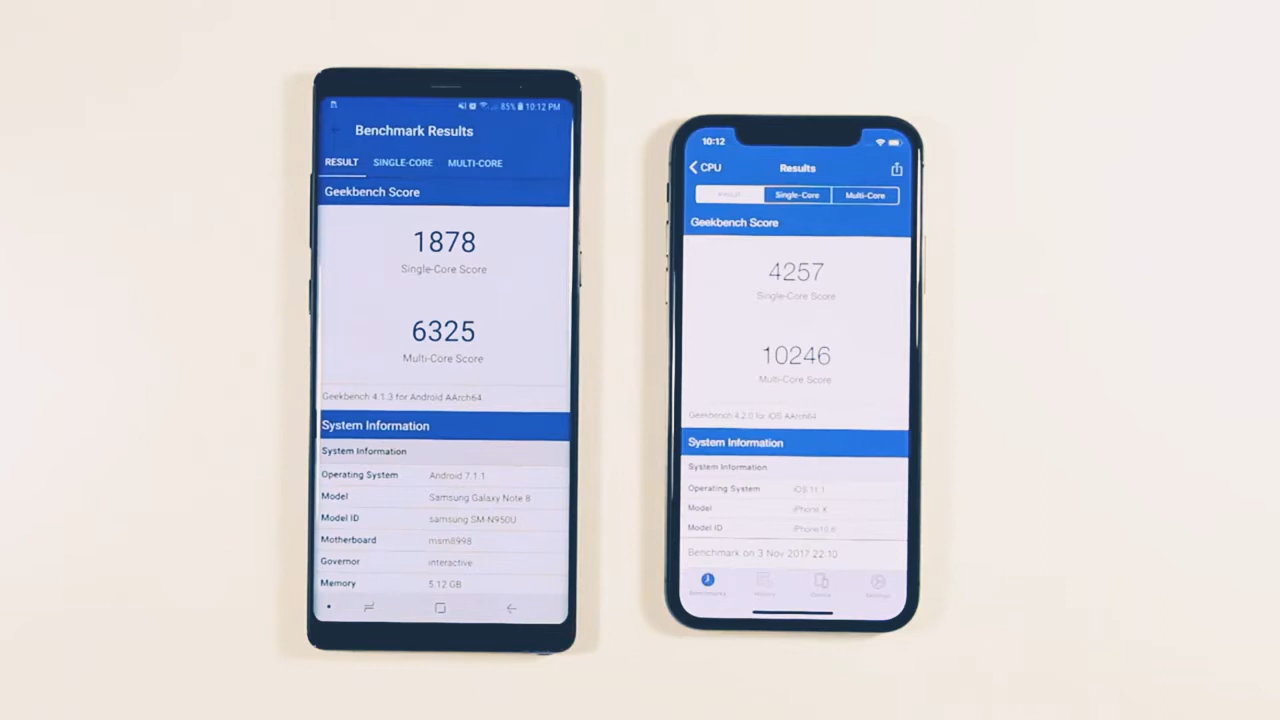 85% 10:12 PM
Benchmark Results
RESULT SINGLE-CORE MULTI-CORE
Geekbench Score
1878
Single-Core Score
6325
Multi-Core Score
Geekbench 4.1.3 for Android AArch64
System Information
System Information
Operating System Android 7.1.1
Model Samsung Galaxy Note 8
Model ID samsung SM-N950U
Motherboard msm8998
Governor interactive
Memory 5.12 GB
10:12
CPU Results
Result Single-Core Multi-Core
Geekbench Score
4257
Single-Core Score
10246
Multi-Core Score
Geekbench 4.2.0 for iOS AArch64
System Information
System Information
Operating System iOS 11.1
Model iPhone X
Model ID iPhone10,6
Benchmark on 3 Nov 2017 22:10
Benchmarks History Device Settings